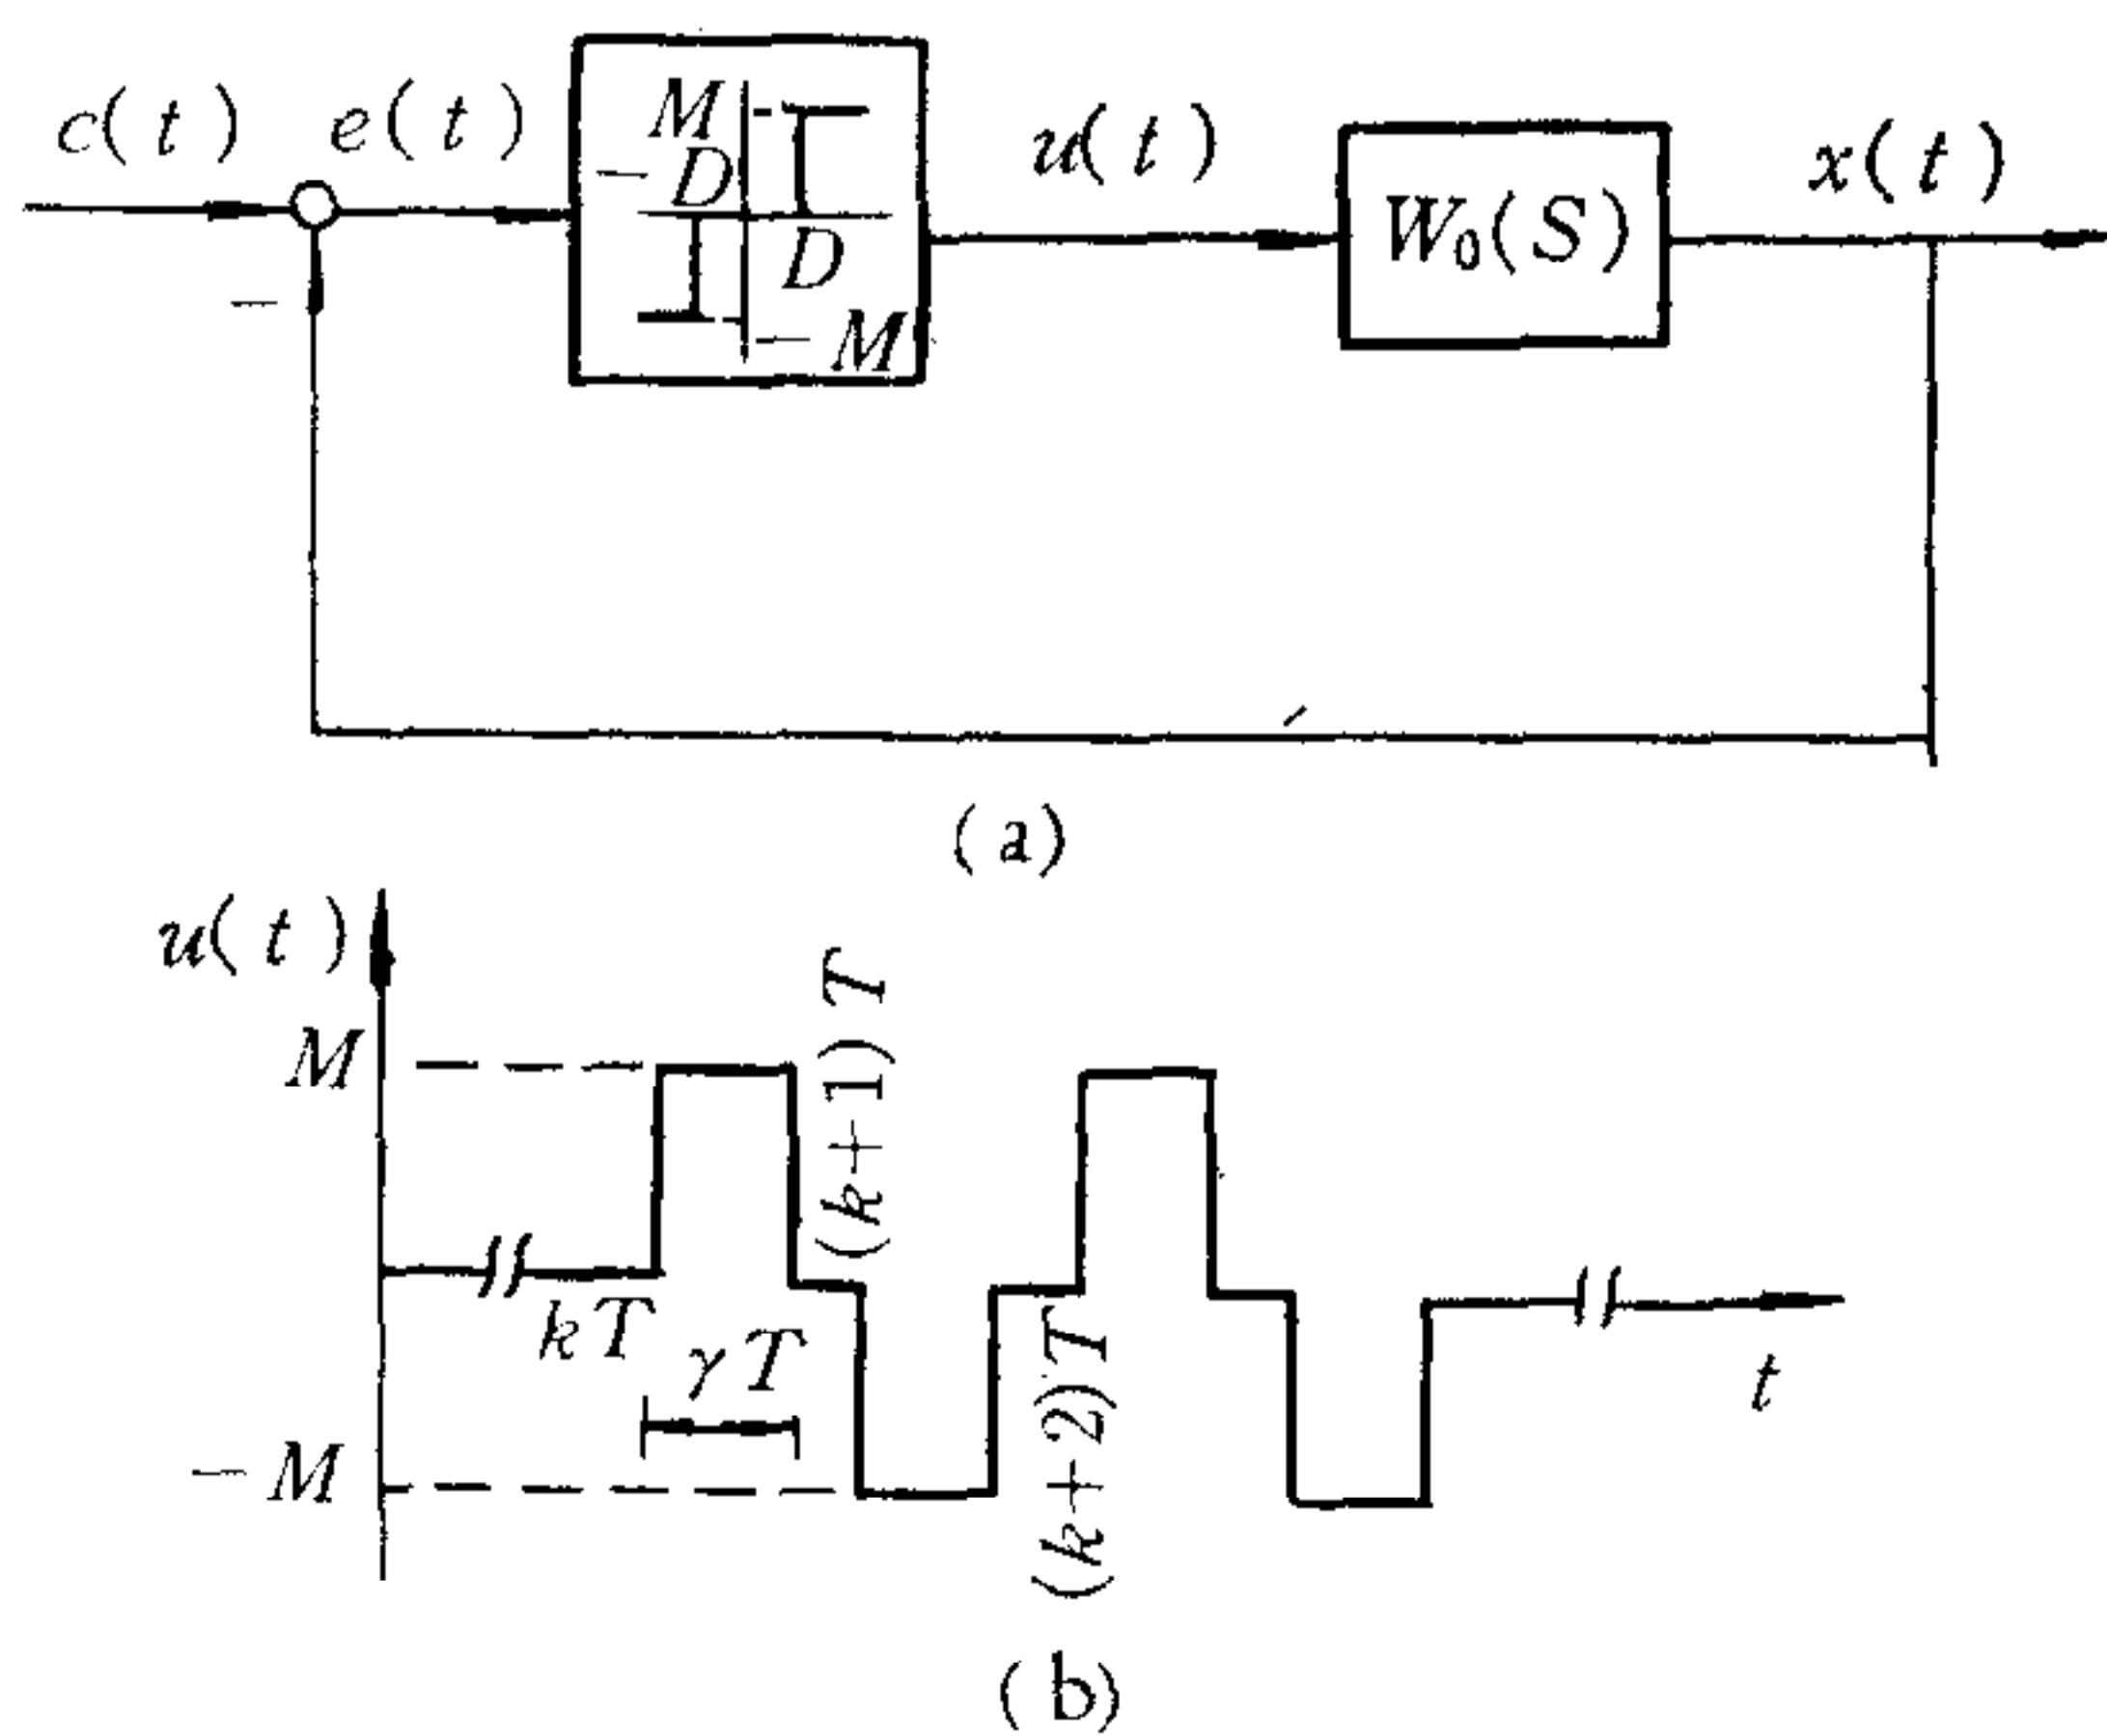 c(t) e(t) M -D D -M u(t) W₀(S) x(t)
-
(a)
u(t)
M
(k+1)T
kT
γT
(k+2)T
t
-M
(b)